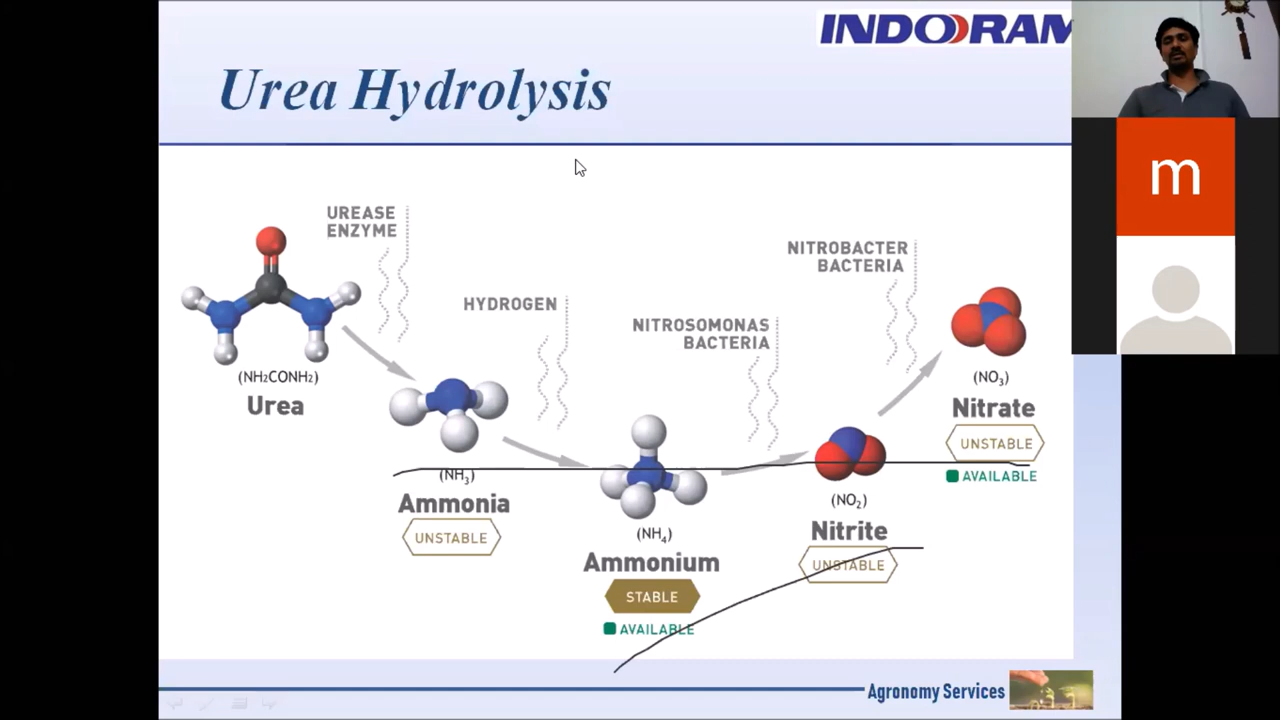 INDORAM
Urea Hydrolysis
m
UREASE
ENZYME
HYDROGEN
NITROSOMONAS
BACTERIA
NITROBACTER
BACTERIA
(NH₂CONH₂)
Urea
(NH₃)
Ammonia
UNSTABLE
(NH₄)
Ammonium
STABLE
AVAILABLE
(NO₂)
Nitrite
UNSTABLE
(NO₃)
Nitrate
UNSTABLE
AVAILABLE
Agronomy Services